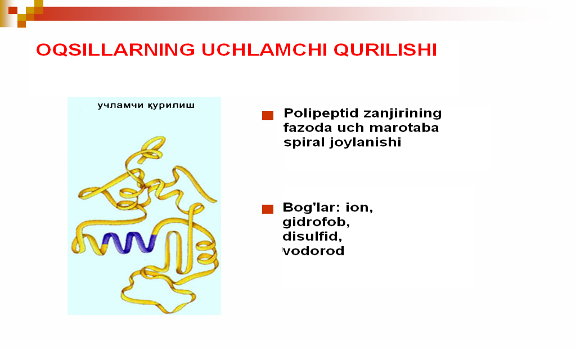 OQSILLARNING UCHLAMCHI QURILISHI
учламчи қурилиш
Polipeptid zanjirining
fazoda uch marotaba
spiral joylanishi
Bog'lar: ion,
gidrofob,
disulfid,
vodorod